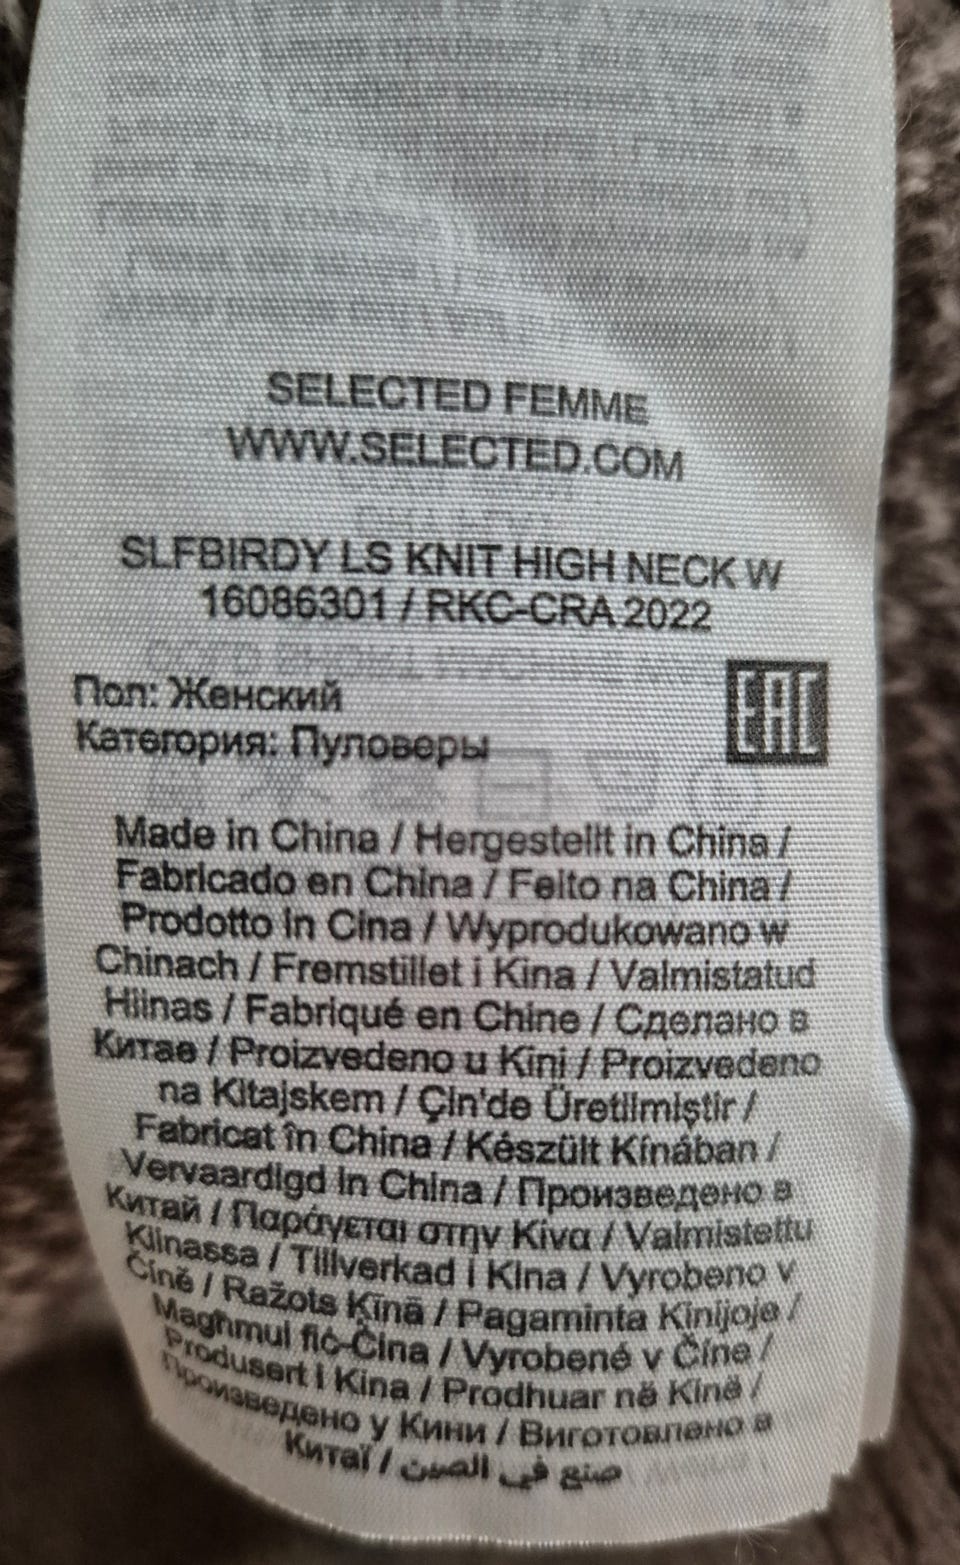 SELECTED FEMME
WWW.SELECTED.COM
SLFBIRDY LS KNIT HIGH NECK W
16086301 / RKC-CRA 2022
Пол: Женский
Категория: Пуловеры
EAC
Made in China / Hergestellt in China /
Fabricado en China / Feito na China /
Prodotto in Cina / Wyprodukowano w
Chinach / Fremstillet i Kina / Valmistatud
Hiinas / Fabriqué en Chine / Сделано в
Китае / Proizvedeno u Kini / Proizvedeno
na Kitajskem / Çin'de Üretilmiştir /
Fabricat în China / Készült Kínában /
Vervaardigd in China / Произведено в
Китай / Παράγεται στην Κίνα / Valmistettu
Kiinassa / Tillverkad i Kina / Vyrobeno v
Číně / Ražots Ķīnā / Pagaminta Kinijoje /
Magħmul fiċ-Ċina / Vyrobené v Číne /
Produsert i Kina / Prodhuar në Kinë /
Произведено у Кини / Виготовлено в
Китаї / صنع في الصين